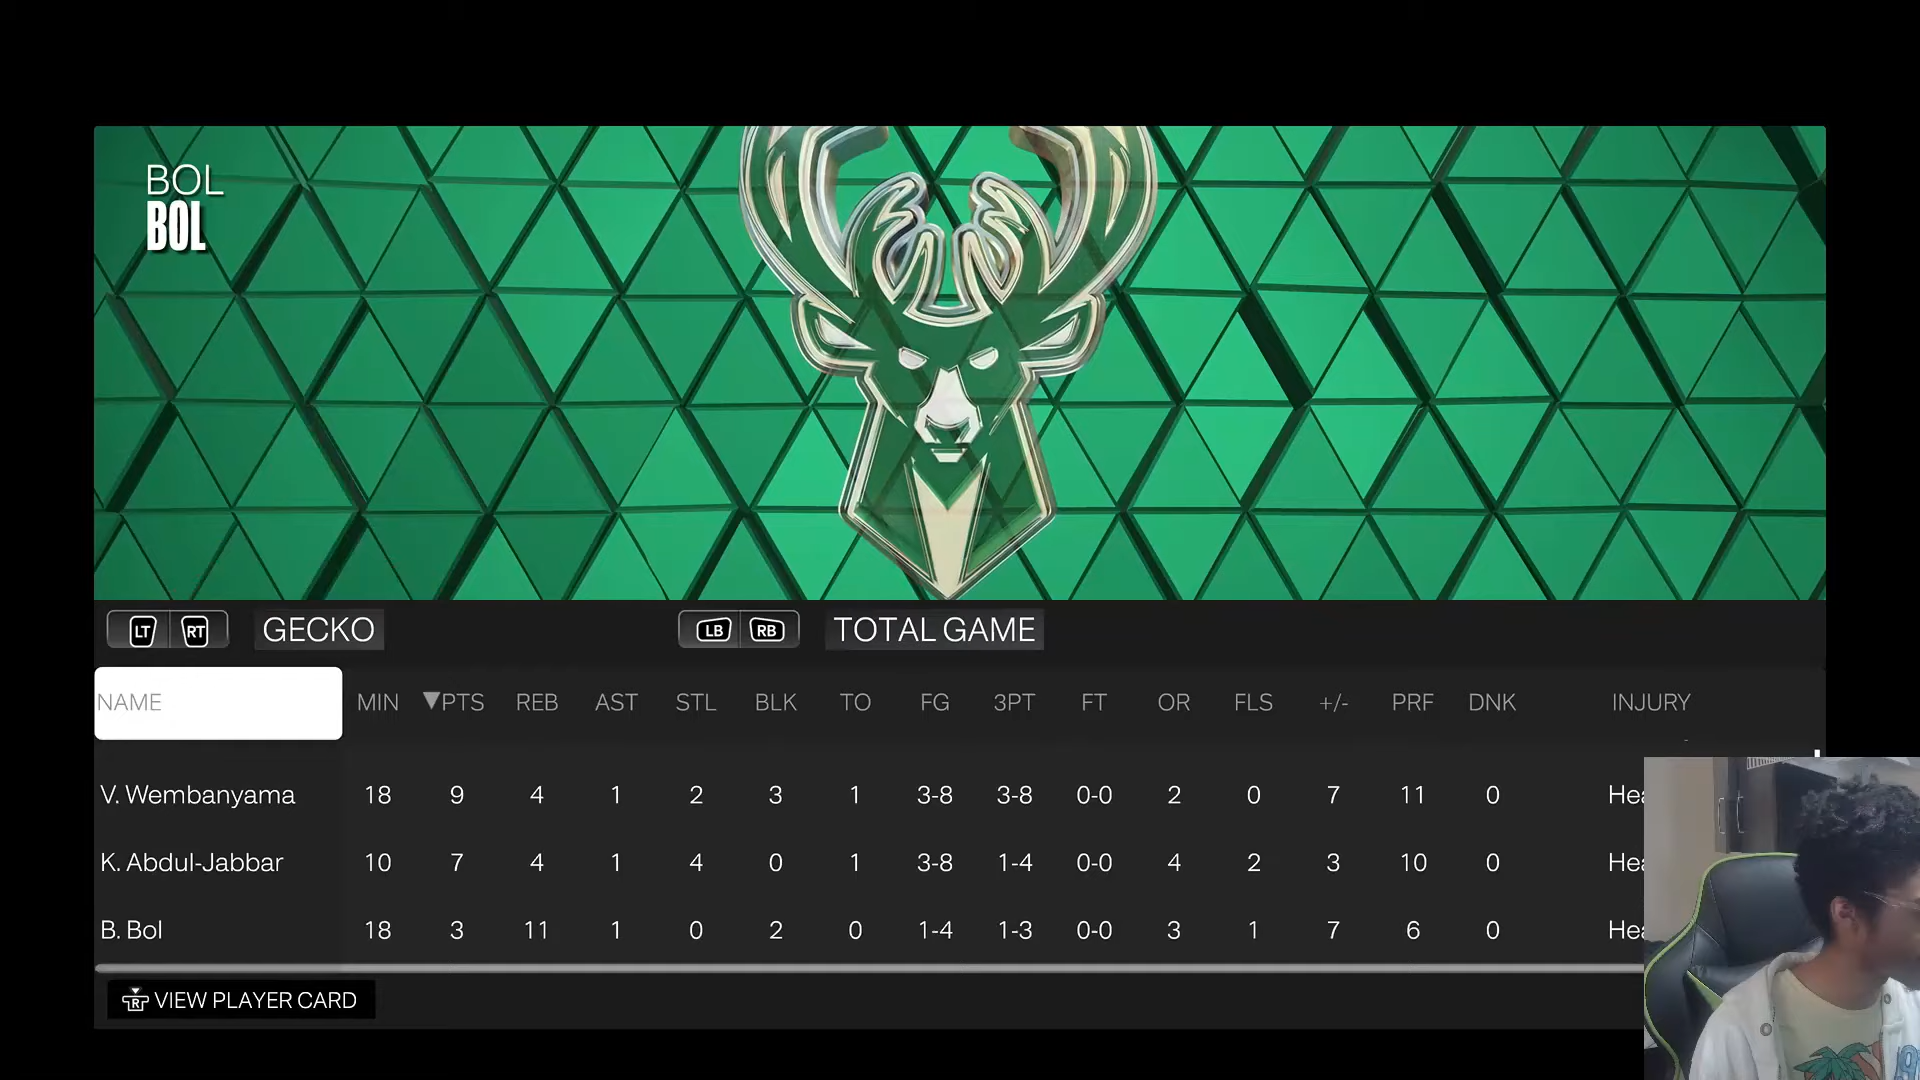 BOL
BOL
LT RT GECKO LB RB TOTAL GAME
NAME MIN ▼PTS REB AST STL BLK TO FG 3PT FT OR FLS +/- PRF DNK INJURY
V. Wembanyama 18 9 4 1 2 3 1 3-8 3-8 0-0 2 0 7 11 0 Hea
K. Abdul-Jabbar 10 7 4 1 4 0 1 3-8 1-4 0-0 4 2 3 10 0 Hea
B. Bol 18 3 11 1 0 2 0 1-4 1-3 0-0 3 1 7 6 0 Hea
R VIEW PLAYER CARD